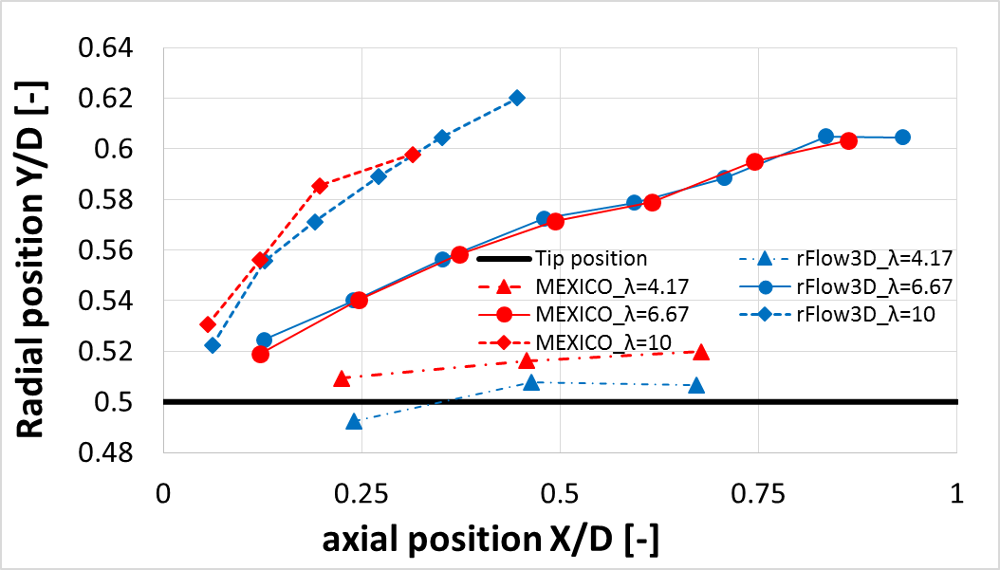 0.64
0.62
0.6
0.58
0.56
0.54
0.52
0.5
0.48
Radial position Y/D [-]
Tip position rFlow3D_λ=4.17
MEXICO_λ=4.17 rFlow3D_λ=6.67
MEXICO_λ=6.67 rFlow3D_λ=10
MEXICO_λ=10
0 0.25 0.5 0.75 1
axial position X/D [-]